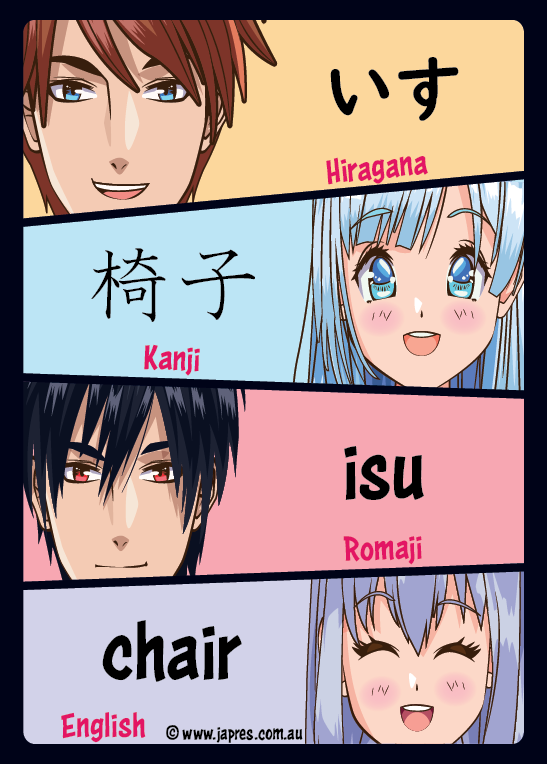 いす
Hiragana
椅子
Kanji
isu
Romaji
chair
English
© www.japres.com.au